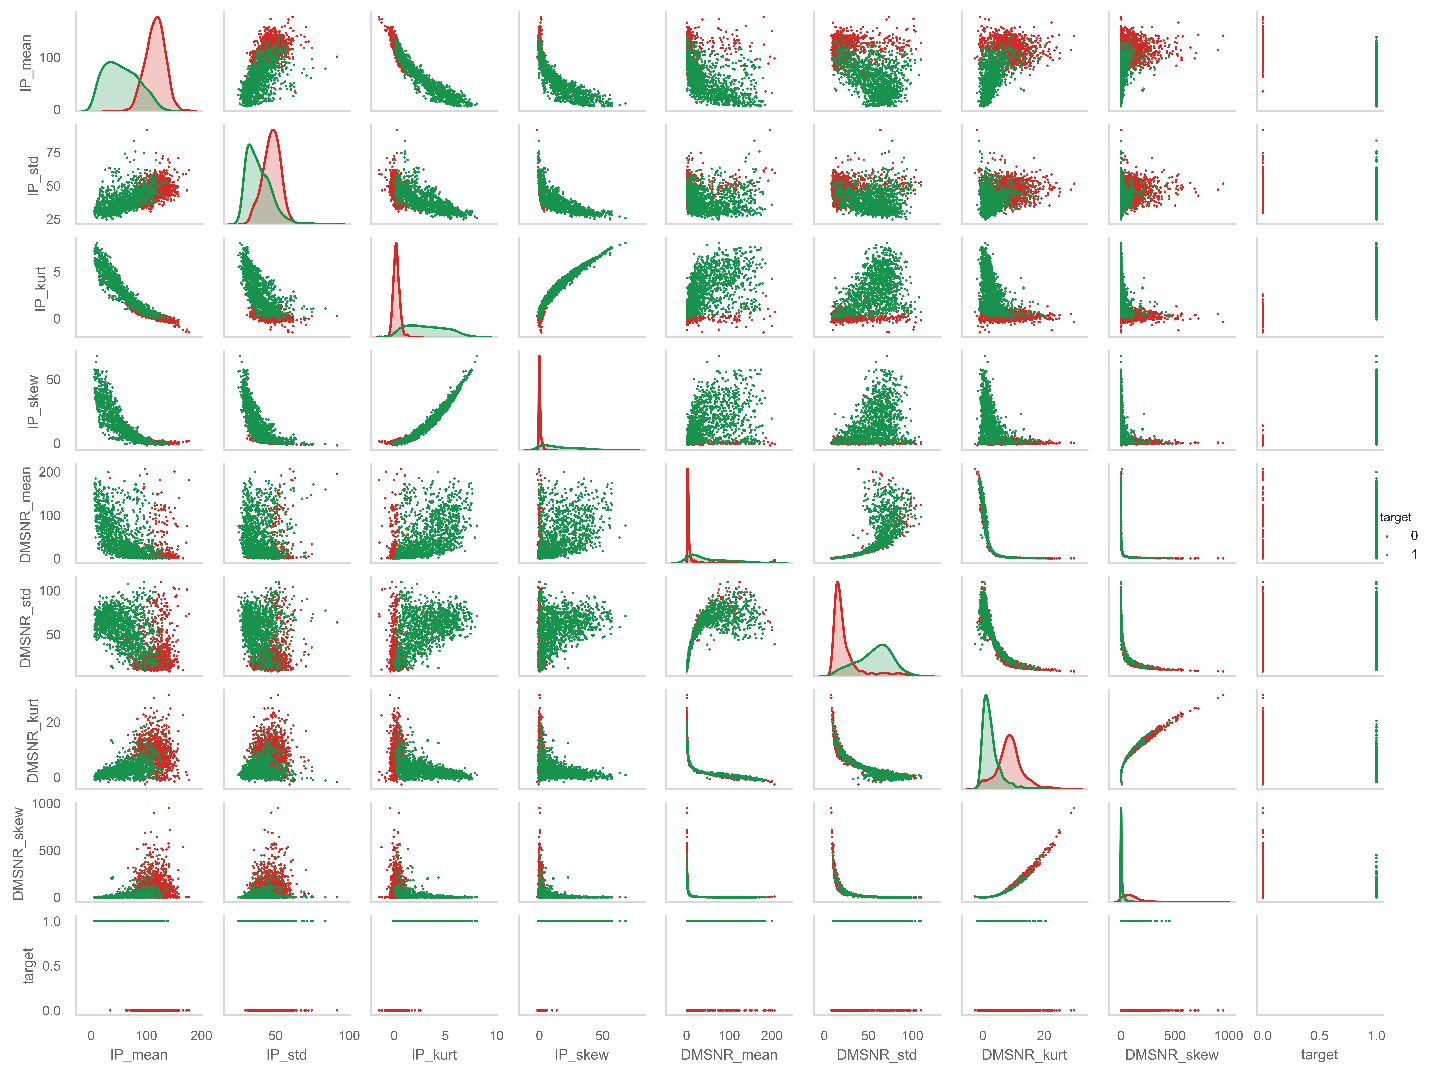 IP_mean
100
0
IP_std
75
50
25
IP_kurt
5
0
IP_skew
50
0
DMSNR_mean
200
100
0
target
0
1
DMSNR_std
100
50
DMSNR_kurt
20
0
DMSNR_skew
1000
500
0
target
1.0
0.5
0.0
0 100 200 50 100 0 5 10 0 50 0 100 200 0 50 100 0 20 0 500 1000 0.0 0.5 1.0
IP_mean IP_std IP_kurt IP_skew DMSNR_mean DMSNR_std DMSNR_kurt DMSNR_skew target